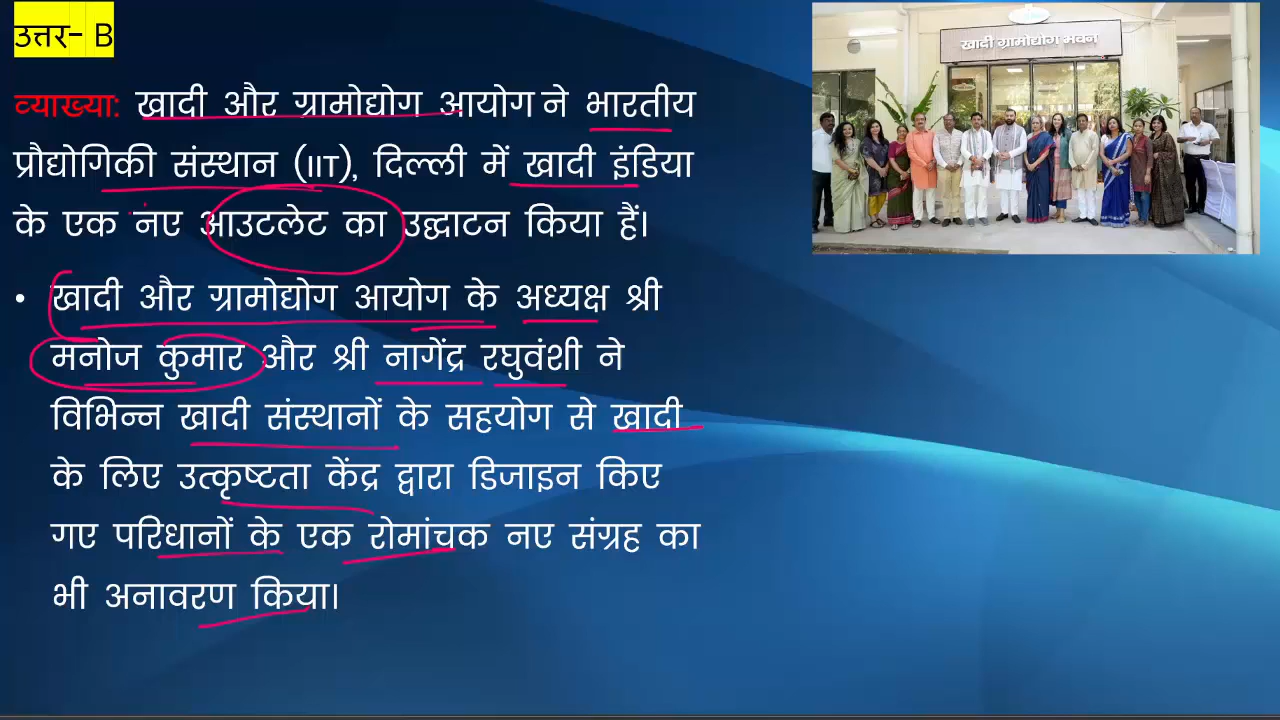 उत्तर- B
व्याख्या: खादी और ग्रामोद्योग आयोग ने भारतीय
प्रौद्योगिकी संस्थान (IIT), दिल्ली में खादी इंडिया
के एक नए आउटलेट का उद्घाटन किया हैं।
• खादी और ग्रामोद्योग आयोग के अध्यक्ष श्री
मनोज कुमार और श्री नागेंद्र रघुवंशी ने
विभिन्न खादी संस्थानों के सहयोग से खादी
के लिए उत्कृष्टता केंद्र द्वारा डिजाइन किए
गए परिधानों के एक रोमांचक नए संग्रह का
भी अनावरण किया।
खादी ग्रामोद्योग भवन